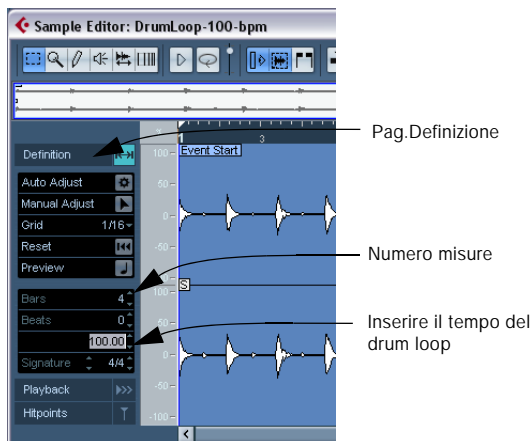 Sample Editor: DrumLoop-100-bpm
Definition
Auto Adjust
Manual Adjust
Grid 1/16
Reset
Preview
Bars 4
Beats 0
100.00
Signature 4/4
Playback
Hitpoints
1
3
Event Start
100
50
0
-50
-100
S
100
50
0
-50
-100
Pag.Definizione
Numero misure
Inserire il tempo del
drum loop